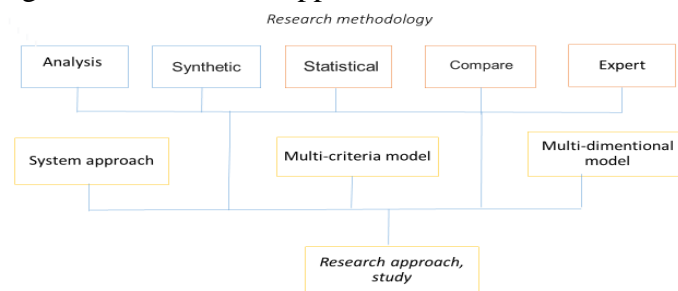 Research methodology
Analysis
Synthetic
Statistical
Compare
Expert
System approach
Multi-criteria model
Multi-dimentional
model
Research approach,
study